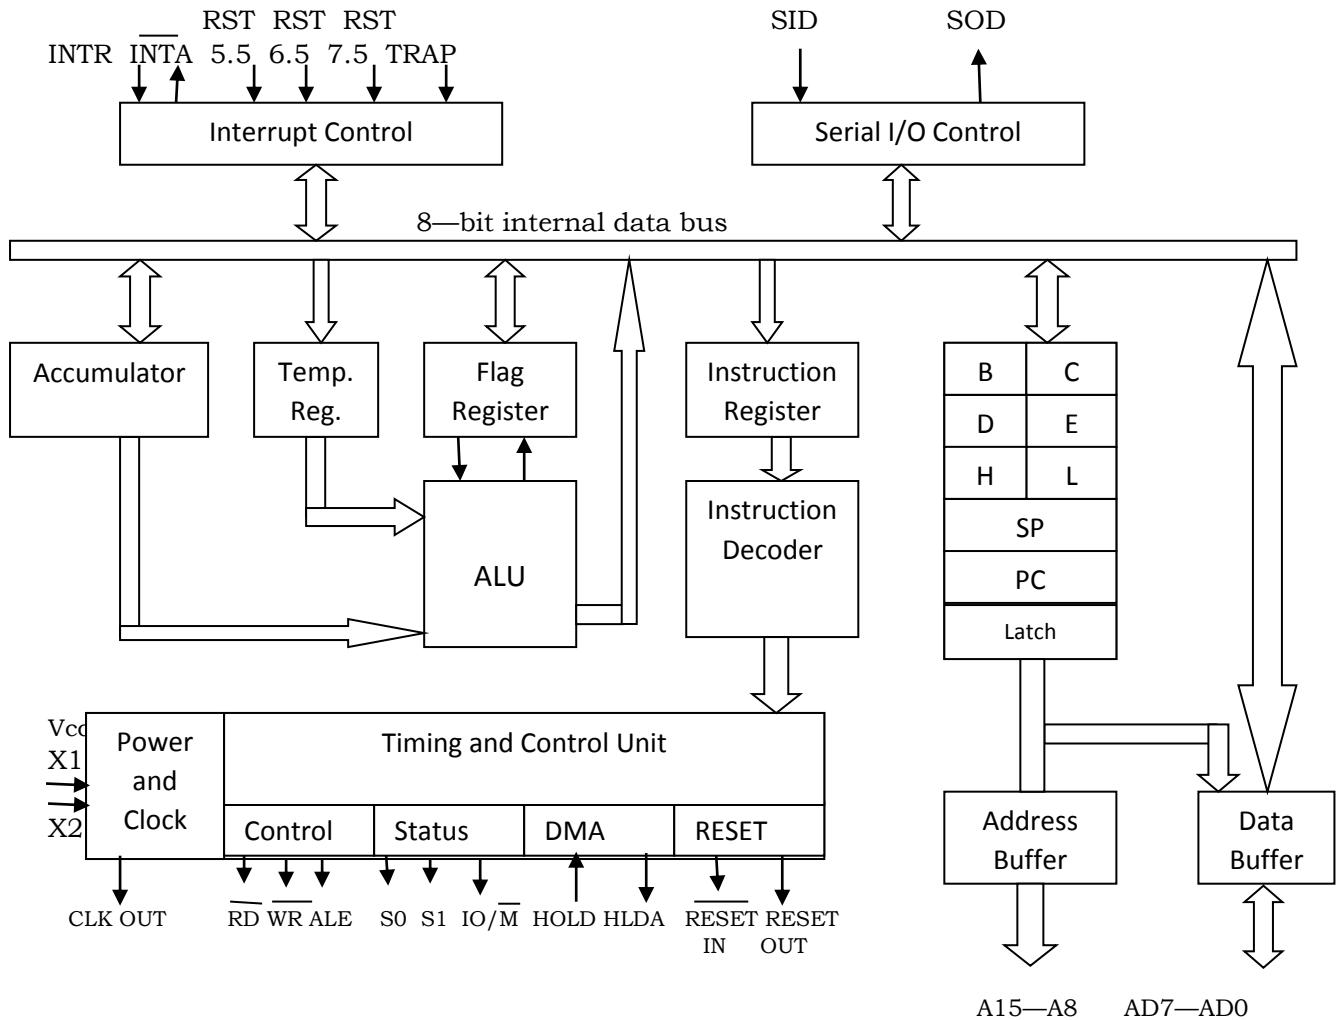 RST RST RST
INTR INTA 5.5 6.5 7.5 TRAP
SID
SOD
Interrupt Control
Serial I/O Control
8—bit internal data bus
Accumulator
Temp.
Reg.
Flag
Register
Instruction
Register
B
C
D
E
H
L
SP
PC
Latch
ALU
Instruction
Decoder
Vcc
X1
X2
Power
and
Clock
Timing and Control Unit
Control
Status
DMA
RESET
Address
Buffer
Data
Buffer
CLK OUT
RD WR ALE
S0 S1 IO/M
HOLD HLDA
RESET
IN
RESET
OUT
A15—A8
AD7—AD0